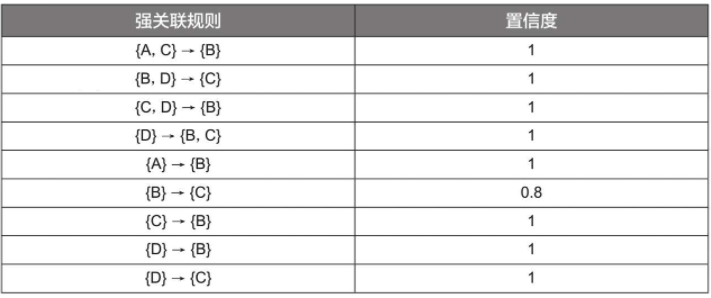 强关联规则 置信度
{A, C} → {B} 1
{B, D} → {C} 1
{C, D} → {B} 1
{D} → {B, C} 1
{A} → {B} 1
{B} → {C} 0.8
{C} → {B} 1
{D} → {B} 1
{D} → {C} 1